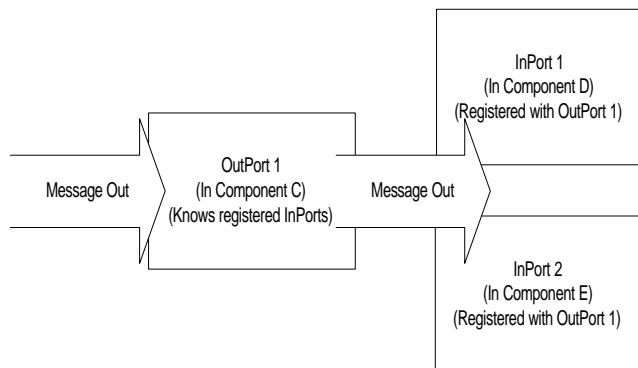 Message Out
OutPort 1
(In Component C)
(Knows registered InPorts)
Message Out
InPort 1
(In Component D)
(Registered with OutPort 1)
InPort 2
(In Component E)
(Registered with OutPort 1)